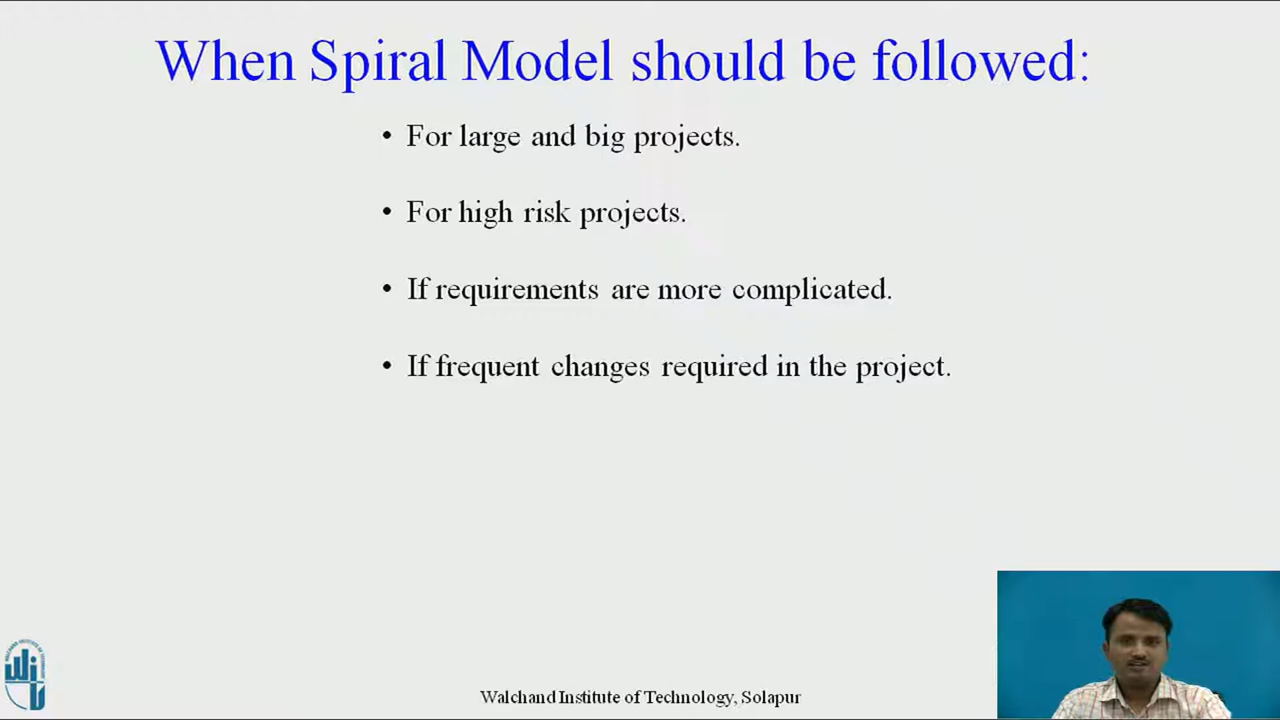 When Spiral Model should be followed:
• For large and big projects.
• For high risk projects.
• If requirements are more complicated.
• If frequent changes required in the project.
Walchand Institute of Technology, Solapur